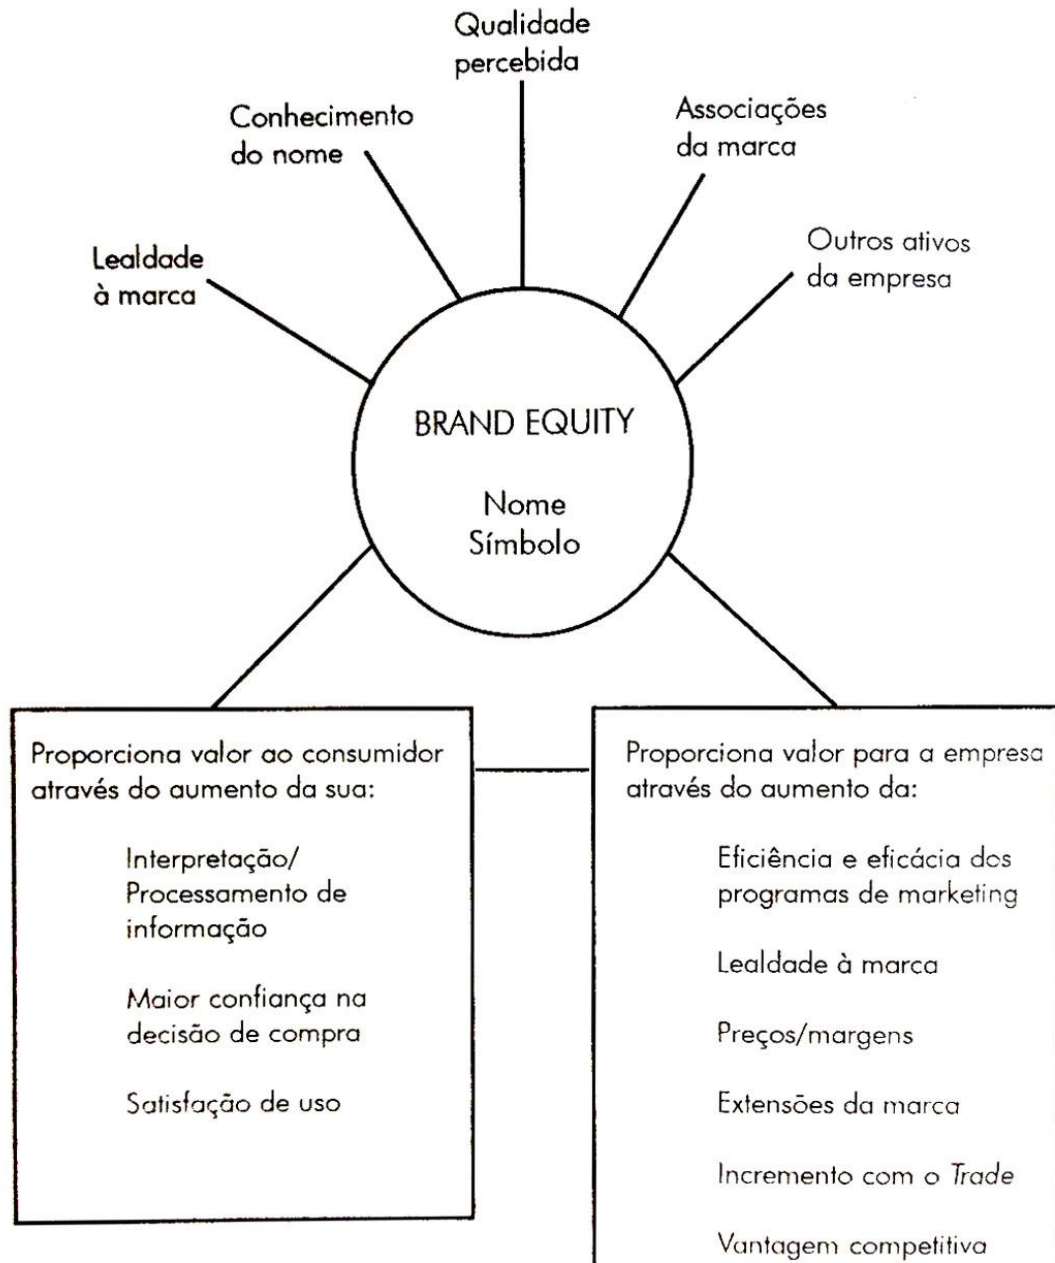 Qualidade
percebida
Conhecimento
do nome
Associações
da marca
Lealdade
à marca
Outros ativos
da empresa
BRAND EQUITY
Nome
Símbolo
Proporciona valor ao consumidor
através do aumento da sua:
Interpretação/
Processamento de
informação
Maior confiança na
decisão de compra
Satisfação de uso
Proporciona valor para a empresa
através do aumento da:
Eficiência e eficácia dos
programas de marketing
Lealdade à marca
Preços/margens
Extensões da marca
Incremento com o Trade
Vantagem competitiva